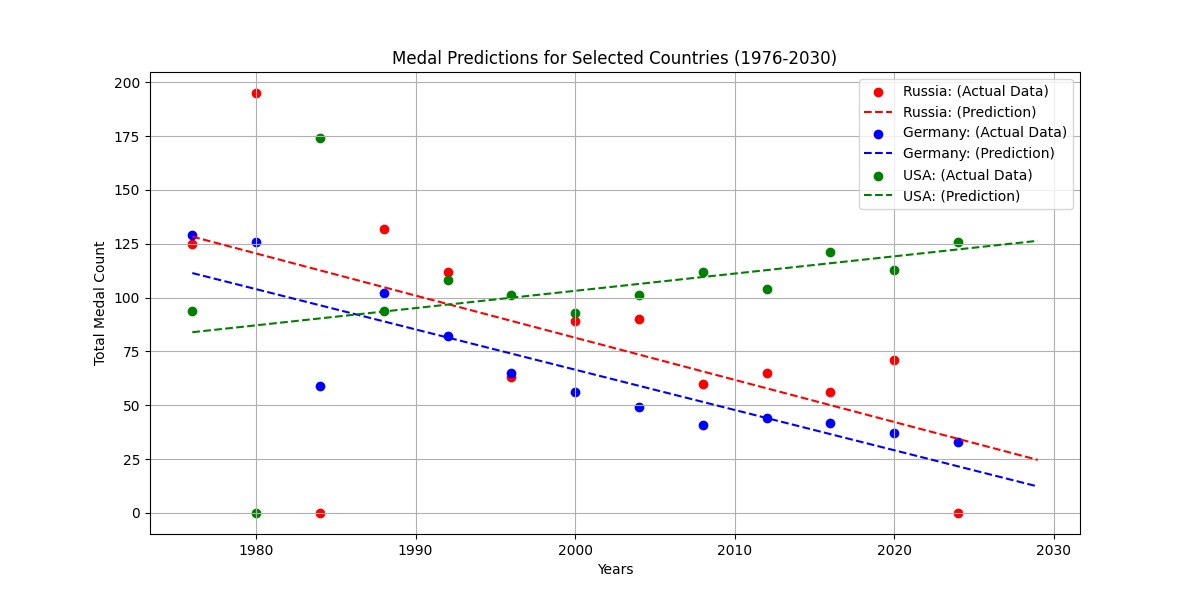 Medal Predictions for Selected Countries (1976-2030)
200
175
150
125
100
75
50
25
0
Total Medal Count
Russia: (Actual Data)
Russia: (Prediction)
Germany: (Actual Data)
Germany: (Prediction)
USA: (Actual Data)
USA: (Prediction)
1980 1990 2000 2010 2020 2030
Years